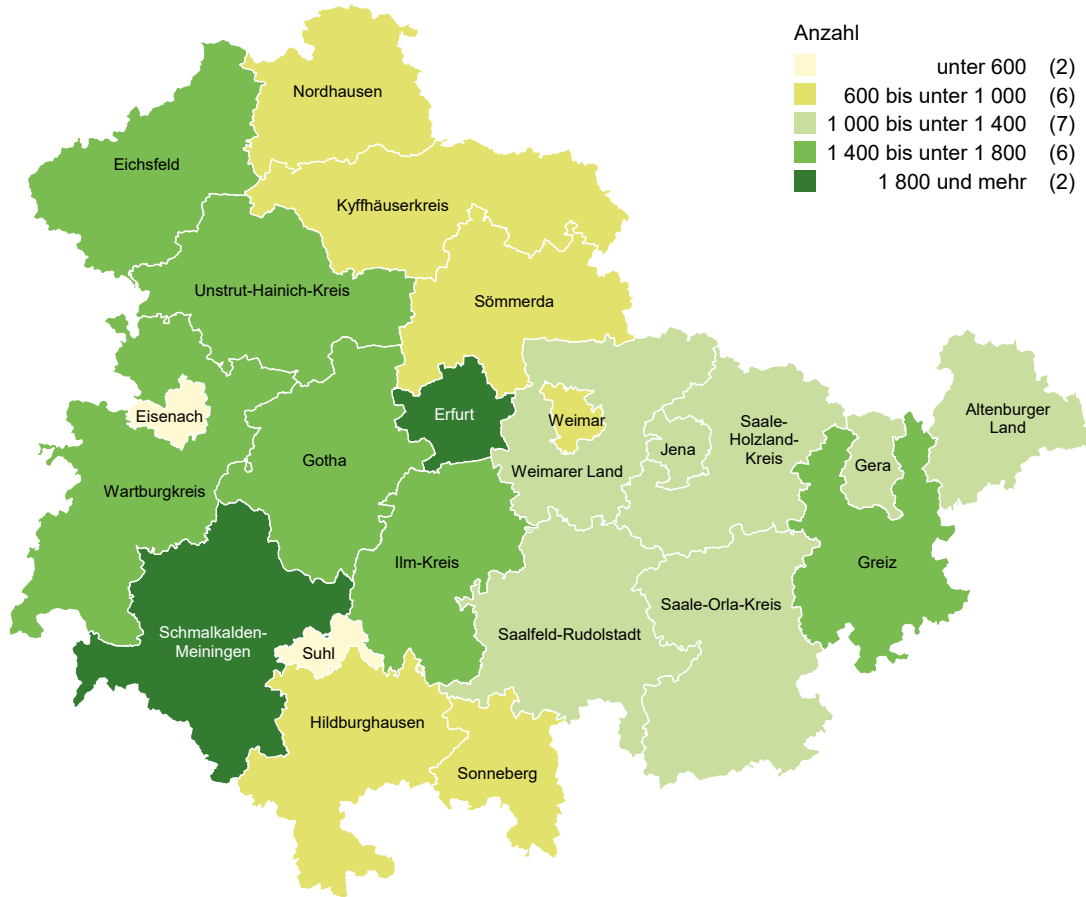 Anzahl
unter 600 (2)
600 bis unter 1 000 (6)
1 000 bis unter 1 400 (7)
1 400 bis unter 1 800 (6)
1 800 und mehr (2)
Nordhausen
Eichsfeld
Kyffhäuserkreis
Unstrut-Hainich-Kreis
Sömmerda
Eisenach
Erfurt
Weimar
Saale-
Holzland-
Kreis
Altenburger
Land
Jena
Gera
Gotha
Weimarer Land
Wartburgkreis
Ilm-Kreis
Greiz
Saale-Orla-Kreis
Schmalkalden-
Meiningen
Saalfeld-Rudolstadt
Suhl
Hildburghausen
Sonneberg